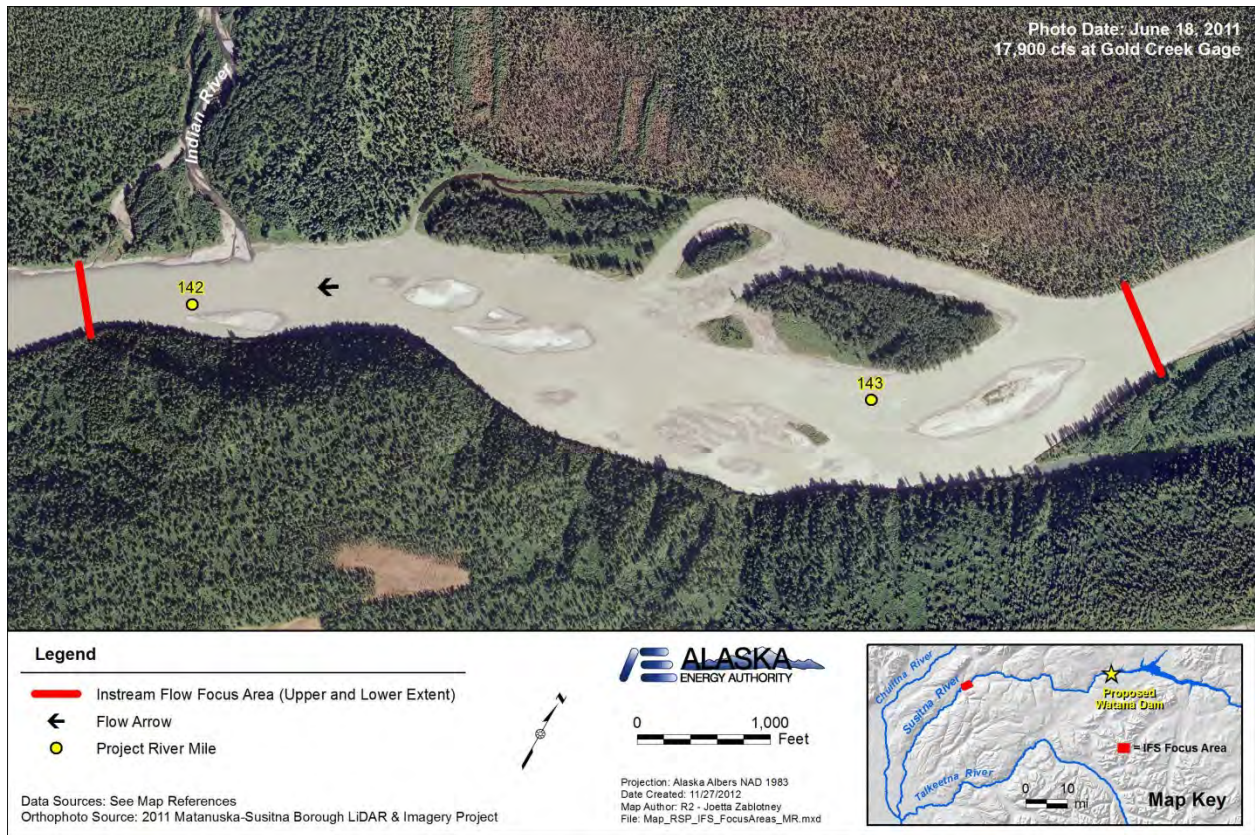 Photo Date: June 18, 2011
17,900 cfs at Gold Creek Gage
Indian River
142
143
Legend
Instream Flow Focus Area (Upper and Lower Extent)
Flow Arrow
Project River Mile
Data Sources: See Map References
Orthophoto Source: 2011 Matanuska-Susitna Borough LiDAR & Imagery Project
N
ALASKA
ENERGY AUTHORITY
0 1,000
Feet
Projection: Alaska Albers NAD 1983
Date Created: 11/27/2012
Map Author: R2 - Joetta Zablotney
File: Map_RSP_IFS_FocusAreas_MR.mxd
Chulitna River
Susitna River
Talkeetna River
Proposed
Watana Dam
= IFS Focus Area
0 10
mi
Map Key